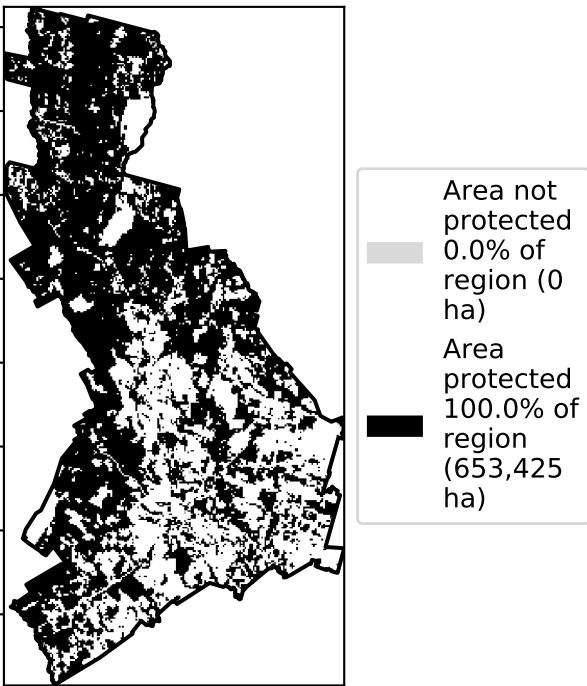 Area not
protected
0.0% of
region (0
ha)
Area
protected
100.0% of
region
(653,425
ha)